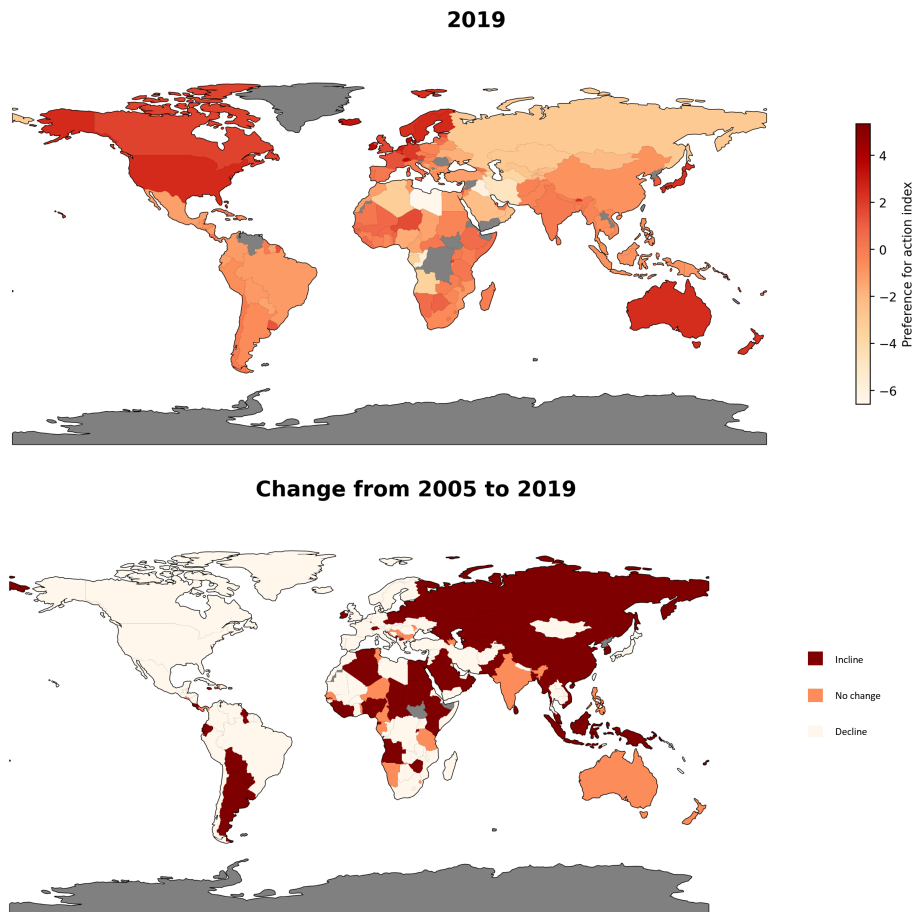 2019
4
2
0
−2
−4
−6
Preference for action index
Change from 2005 to 2019
Incline
No change
Decline